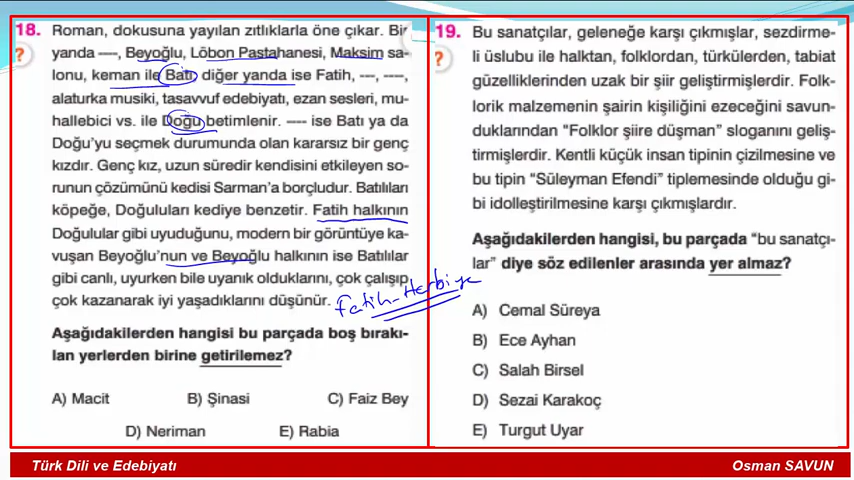 18. Roman, dokusuna yayılan zıtlıklarla öne çıkar. Bir
yanda ----, Beyoğlu, Löbon Pastahanesi, Maksim sa-
lonu, keman ile Batı diğer yanda ise Fatih, ---, ----,
alaturka musiki, tasavvuf edebiyatı, ezan sesleri, mu-
hallebici vs. ile Doğu betimlenir. ---- ise Batı ya da
Doğu'yu seçmek durumunda olan kararsız bir genç
kızdır. Genç kız, uzun süredir kendisini etkileyen so-
runun çözümünü kedisi Sarman'a borçludur. Batılıları
köpeğe, Doğuluları kediye benzetir. Fatih halkının
Doğulular gibi uyuduğunu, modern bir görüntüye ka-
vuşan Beyoğlu'nun ve Beyoğlu halkının ise Batılılar
gibi canlı, uyurken bile uyanık olduklarını, çok çalışıp
çok kazanarak iyi yaşadıklarını düşünür.
Fatih-Harbiye
Aşağıdakilerden hangisi bu parçada boş bırakı-
lan yerlerden birine getirilemez?
A) Macit B) Şinasi C) Faiz Bey
D) Neriman E) Rabia
19. Bu sanatçılar, geleneğe karşı çıkmışlar, sezdirme-
li üslubu ile halktan, folklordan, türkülerden, tabiat
güzelliklerinden uzak bir şiir geliştirmişlerdir. Folk-
lorik malzemenin şairin kişiliğini ezeceğini savun-
duklarından "Folklor şiire düşman" sloganını geliş-
tirmişlerdir. Kentli küçük insan tipinin çizilmesine ve
bu tipin "Süleyman Efendi" tiplemesinde olduğu gi-
bi idolleştirilmesine karşı çıkmışlardır.
Aşağıdakilerden hangisi, bu parçada "bu sanatçı-
lar" diye söz edilenler arasında yer almaz?
A) Cemal Süreya
B) Ece Ayhan
C) Salah Birsel
D) Sezai Karakoç
E) Turgut Uyar
Türk Dili ve Edebiyatı
Osman SAVUN